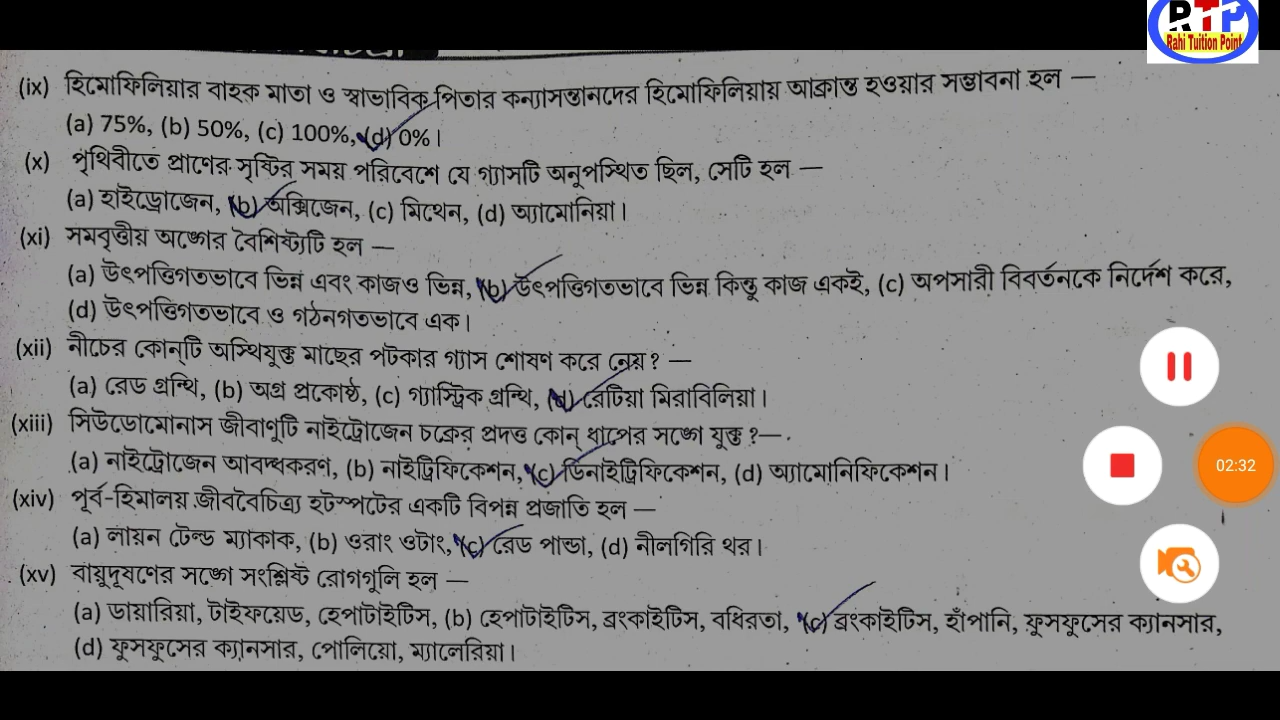 RTP
Rahi Tuition Point
(ix) হিমোফিলিয়ার বাহক মাতা ও স্বাভাবিক পিতার কন্যাসন্তানদের হিমোফিলিয়ায় আক্রান্ত হওয়ার সম্ভাবনা হল —
(a) 75%, (b) 50%, (c) 100%, (d) 0%।
(x) পৃথিবীতে প্রাণের সৃষ্টির সময় পরিবেশে যে গ্যাসটি অনুপস্থিত ছিল, সেটি হল —
(a) হাইড্রোজেন, (b) অক্সিজেন, (c) মিথেন, (d) অ্যামোনিয়া।
(xi) সমবৃত্তীয় অঙ্গের বৈশিষ্ট্যটি হল —
(a) উৎপত্তিগতভাবে ভিন্ন এবং কাজও ভিন্ন, (b) উৎপত্তিগতভাবে ভিন্ন কিন্তু কাজ একই, (c) অপসারী বিবর্তনকে নির্দেশ করে,
(d) উৎপত্তিগতভাবে ও গঠনগতভাবে এক।
(xii) নীচের কোন্‌টি অস্থিযুক্ত মাছের পটকার গ্যাস শোষণ করে নেয়? —
(a) রেড গ্রন্থি, (b) অগ্র প্রকোষ্ঠ, (c) গ্যাস্ট্রিক গ্রন্থি, (d) রেটিয়া মিরাবিলিয়া।
(xiii) সিউডোমোনাস জীবাণুটি নাইট্রোজেন চক্রের প্রদত্ত কোন্ ধাপের সঙ্গে যুক্ত ?—
(a) নাইট্রোজেন আবদ্ধকরণ, (b) নাইট্রিফিকেশন, (c) ডিনাইট্রিফিকেশন, (d) অ্যামোনিফিকেশন।
(xiv) পূর্ব-হিমালয় জীববৈচিত্র্য হটস্পটের একটি বিপন্ন প্রজাতি হল —
(a) লায়ন টেল্ড ম্যাকাক, (b) ওরাং ওটাং, (c) রেড পান্ডা, (d) নীলগিরি থর।
(xv) বায়ুদূষণের সঙ্গে সংশ্লিষ্ট রোগগুলি হল —
(a) ডায়ারিয়া, টাইফয়েড, হেপাটাইটিস, (b) হেপাটাইটিস, ব্রংকাইটিস, বধিরতা, (c) ব্রংকাইটিস, হাঁপানি, ফুসফুসের ক্যানসার,
(d) ফুসফুসের ক্যানসার, পোলিয়ো, ম্যালেরিয়া।
02:32